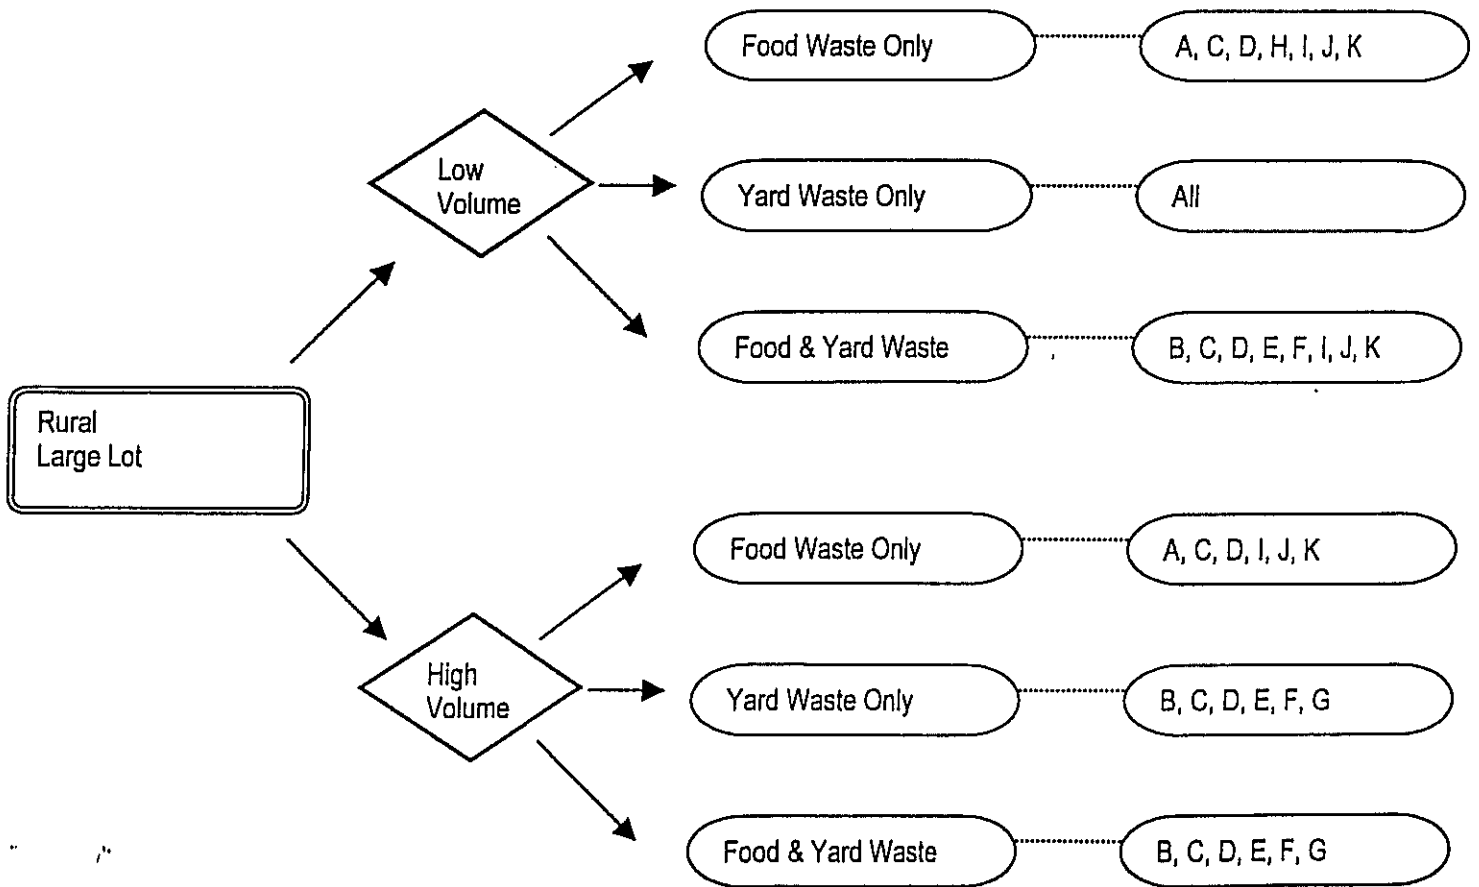 Food Waste Only
A, C, D, H, I, J, K
Low
Volume
Yard Waste Only
All
Food & Yard Waste
B, C, D, E, F, I, J, K
Rural
Large Lot
Food Waste Only
A, C, D, I, J, K
High
Volume
Yard Waste Only
B, C, D, E, F, G
Food & Yard Waste
B, C, D, E, F, G